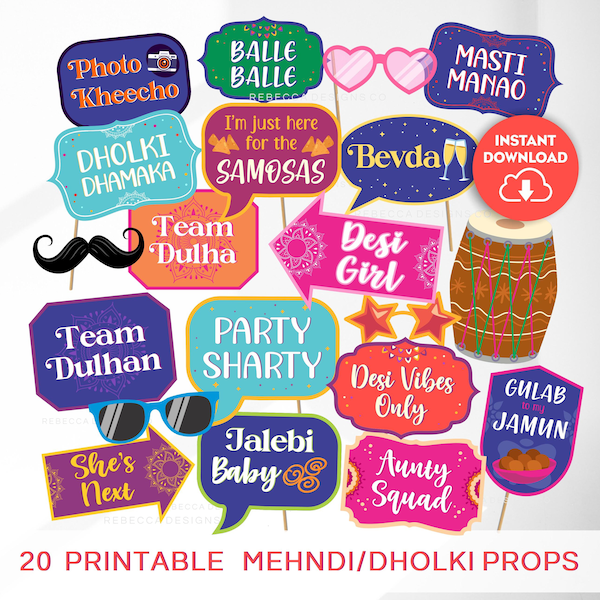 Photo
Kheecho
BALLE
BALLE
REBECCADESIGNSCO
MASTI
MANAO
DHOLKI
DHAMAKA
I'm just here
for the
SAMOSAS
Bevda
INSTANT
DOWNLOAD
Team
Dulha
Desi
Girl
Team
Dulhan
PARTY
SHARTY
Desi Vibes
Only
GULAB
to my
JAMUN
She's
Next
Jalebi
Baby
Aunty
Squad
20 PRINTABLE MEHNDI/DHOLKI PROPS